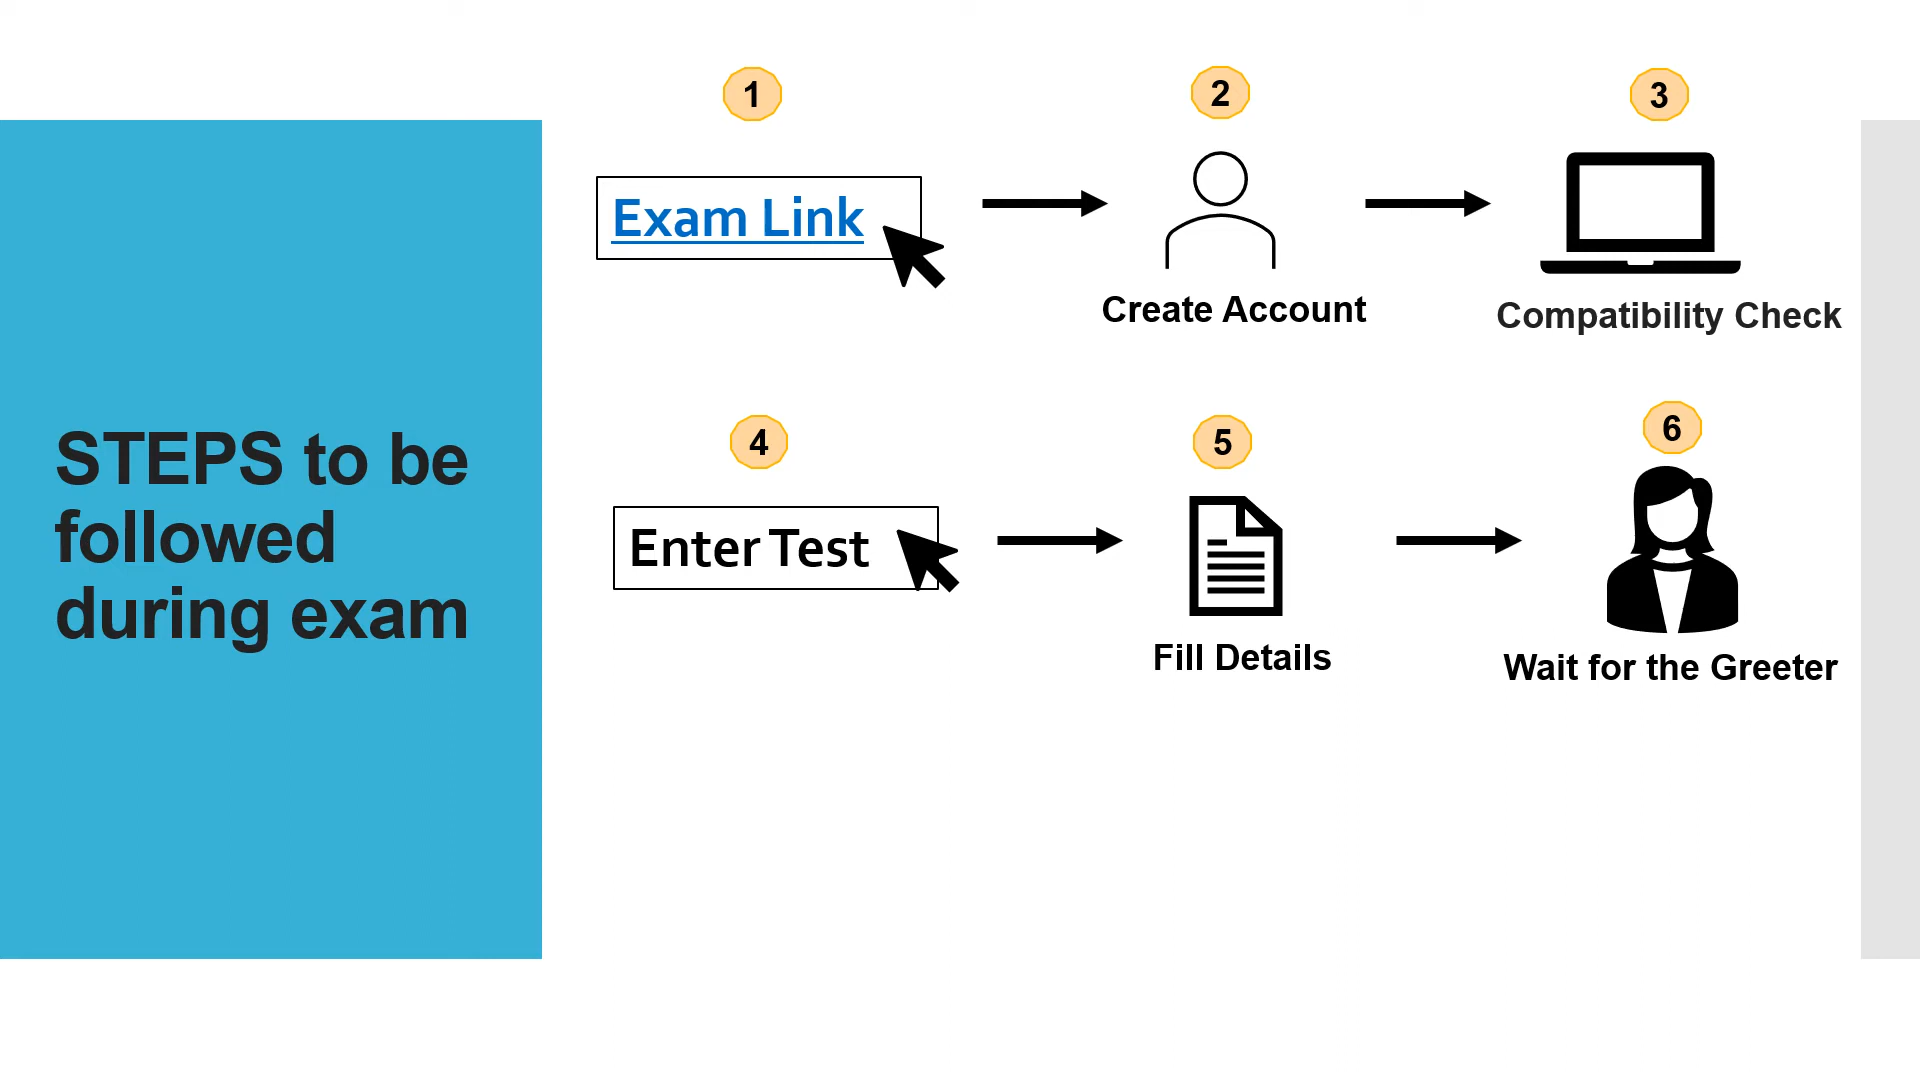 STEPS to be
followed
during exam
1
Exam Link
2
Create Account
3
Compatibility Check
4
Enter Test
5
Fill Details
6
Wait for the Greeter